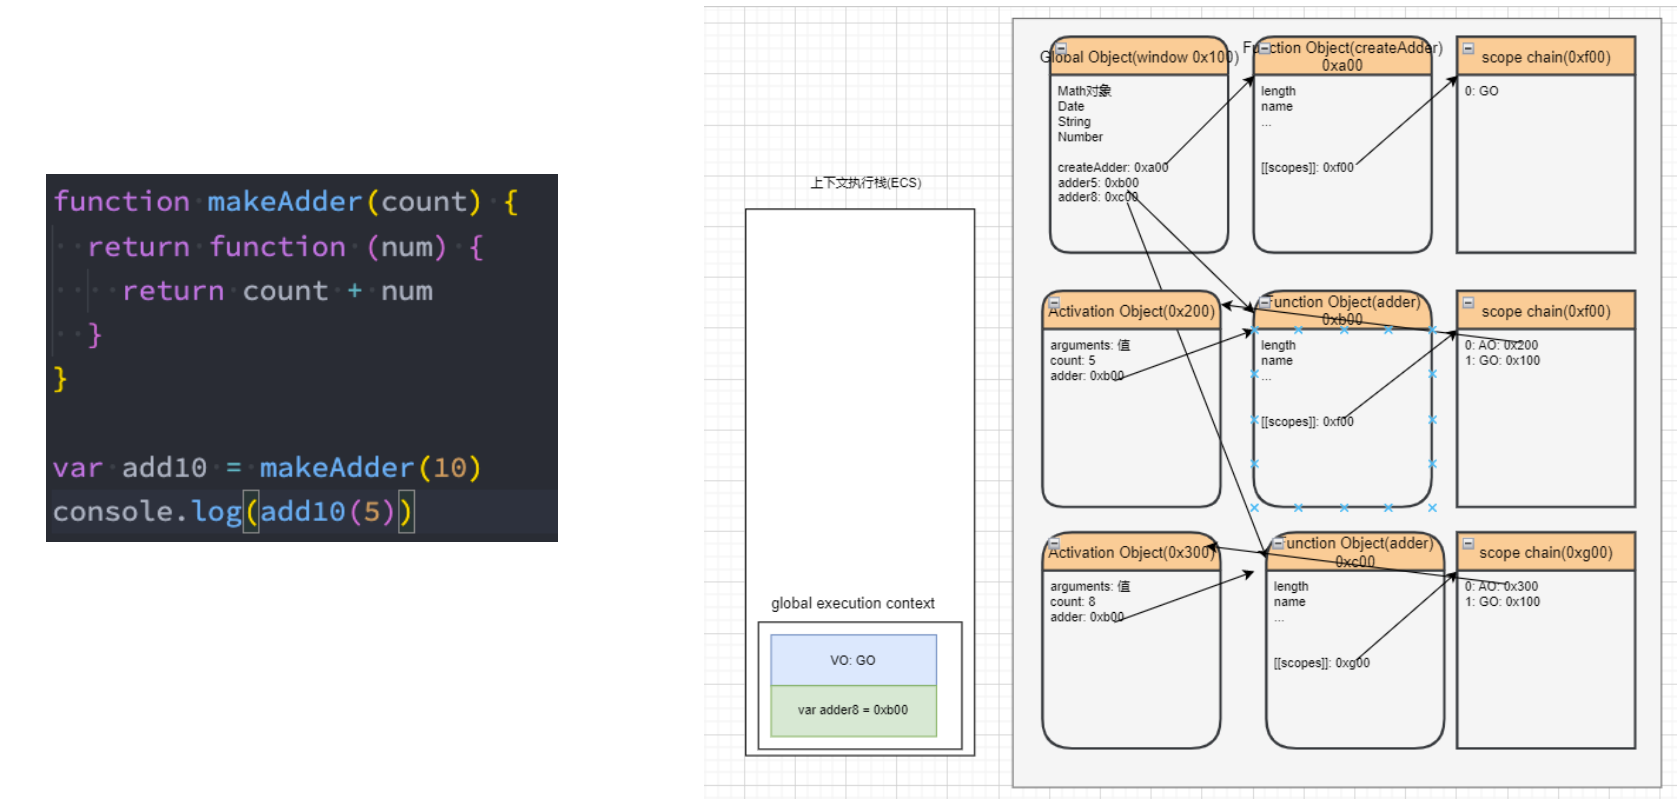 function makeAdder(count) {
return function (num) {
return count + num
}
}
var add10 = makeAdder(10)
console.log(add10(5))
上下文执行栈(ECS)
global execution context
VO: GO
var adder8 = 0xb00
Global Object(window 0x100)
Math对象
Date
String
Number
createAdder: 0xa00
adder5: 0xb00
adder8: 0xc00
Function Object(createAdder)
0xa00
length
name
...
[[scopes]]: 0xf00
scope chain(0xf00)
0: GO
Activation Object(0x200)
arguments: 值
count: 5
adder: 0xb00
Function Object(adder)
0xb00
length
name
...
[[scopes]]: 0xf00
scope chain(0xf00)
0: AO: 0x200
1: GO: 0x100
Activation Object(0x300)
arguments: 值
count: 8
adder: 0xb00
Function Object(adder)
0xc00
length
name
...
[[scopes]]: 0xg00
scope chain(0xg00)
0: AO: 0x300
1: GO: 0x100